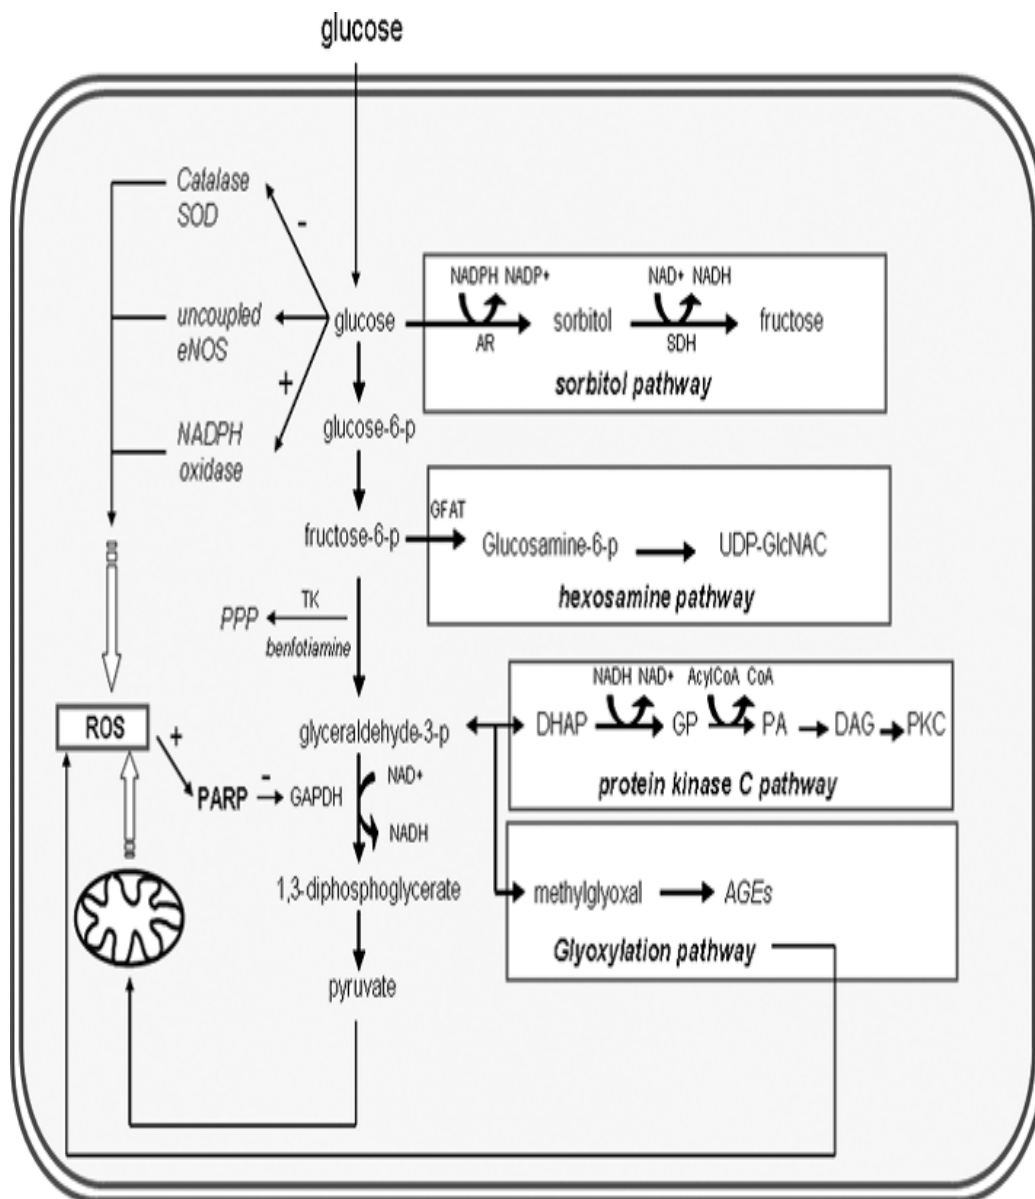 glucose
Catalase
SOD
-
NADPH NADP+
NAD+ NADH
uncoupled
eNOS
glucose
sorbitol
fructose
AR
SDH
sorbitol pathway
+
NADPH
oxidase
glucose-6-p
GFAT
fructose-6-p
Glucosamine-6-p
UDP-GlcNAC
hexosamine pathway
PPP
TK
benfotiamine
NADH NAD+
AcylCoA CoA
ROS
+
glyceraldehyde-3-p
DHAP
GP
PA
DAG
PKC
protein kinase C pathway
PARP
-
GAPDH
NAD+
NADH
1,3-diphosphoglycerate
methylglyoxal
AGEs
Glyoxylation pathway
pyruvate